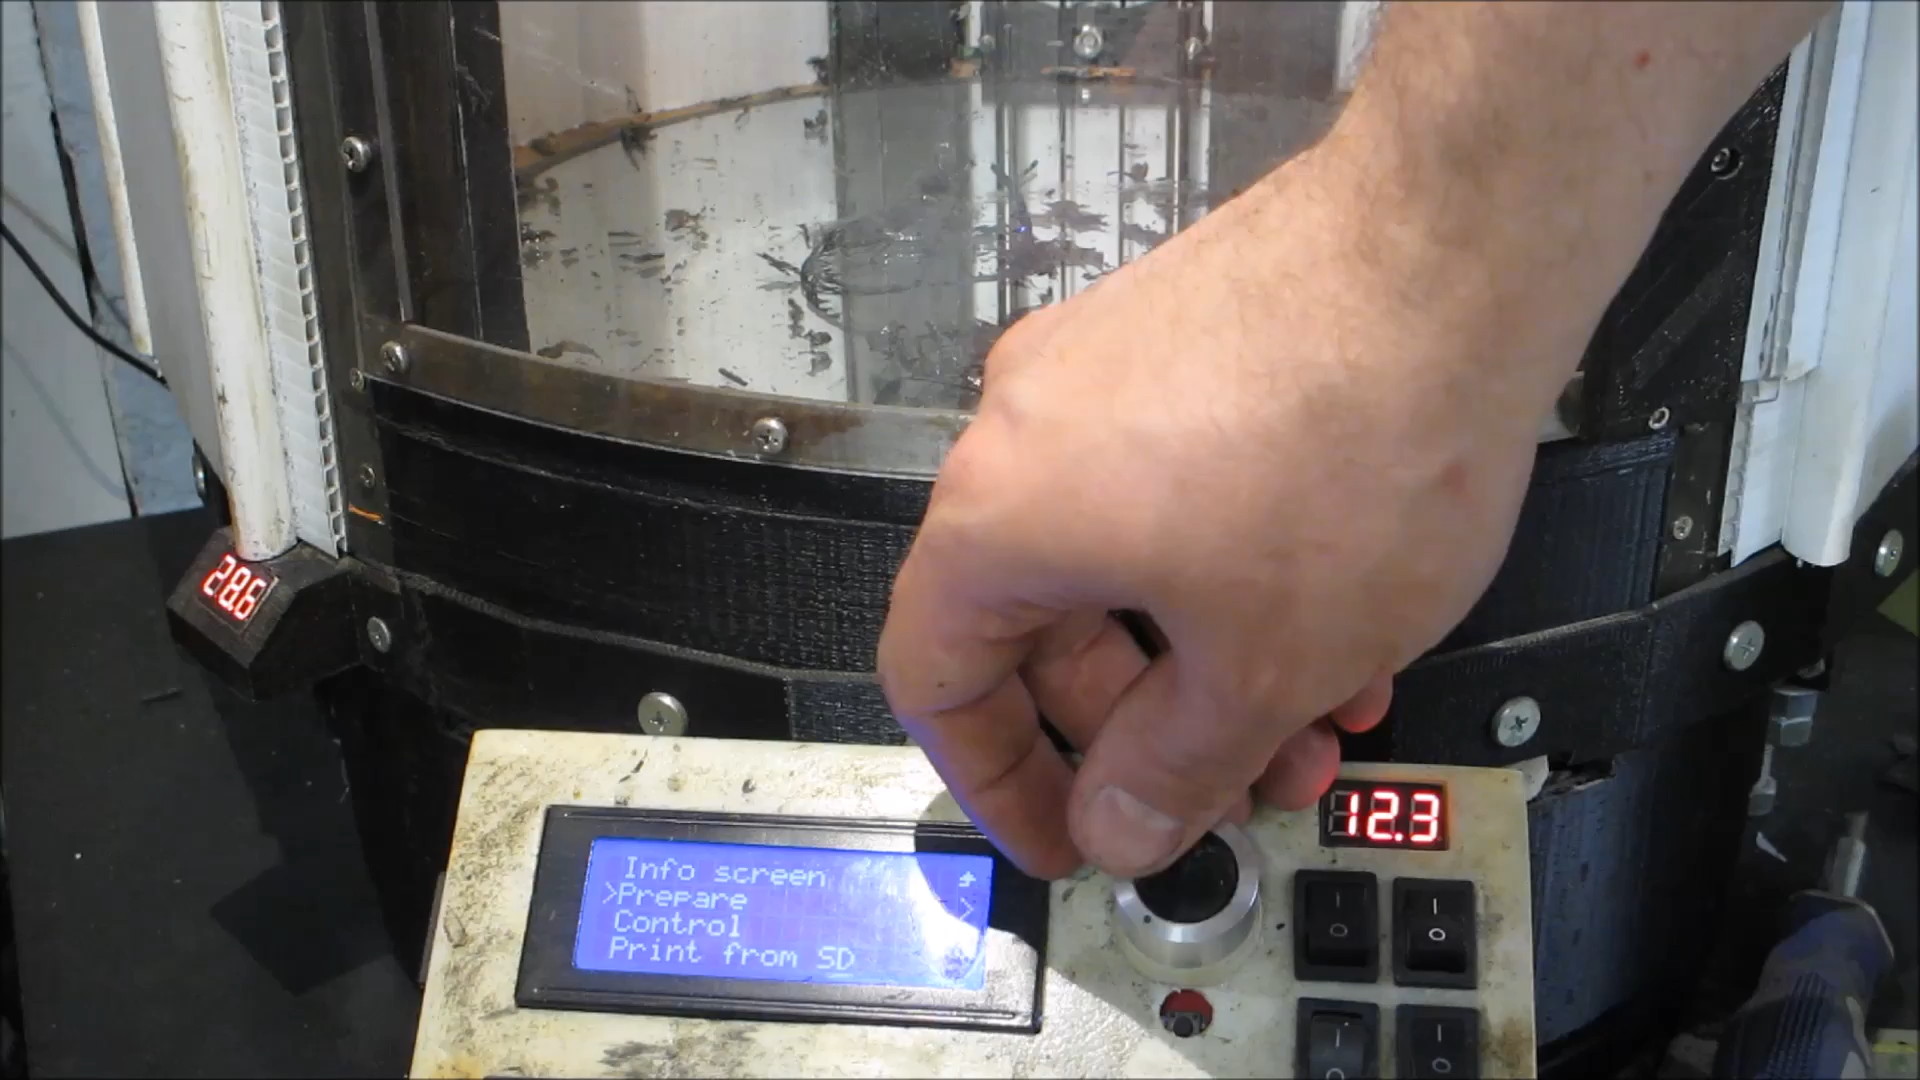 28.6
12.3
Info screen
>Prepare >
Control
Print from SD